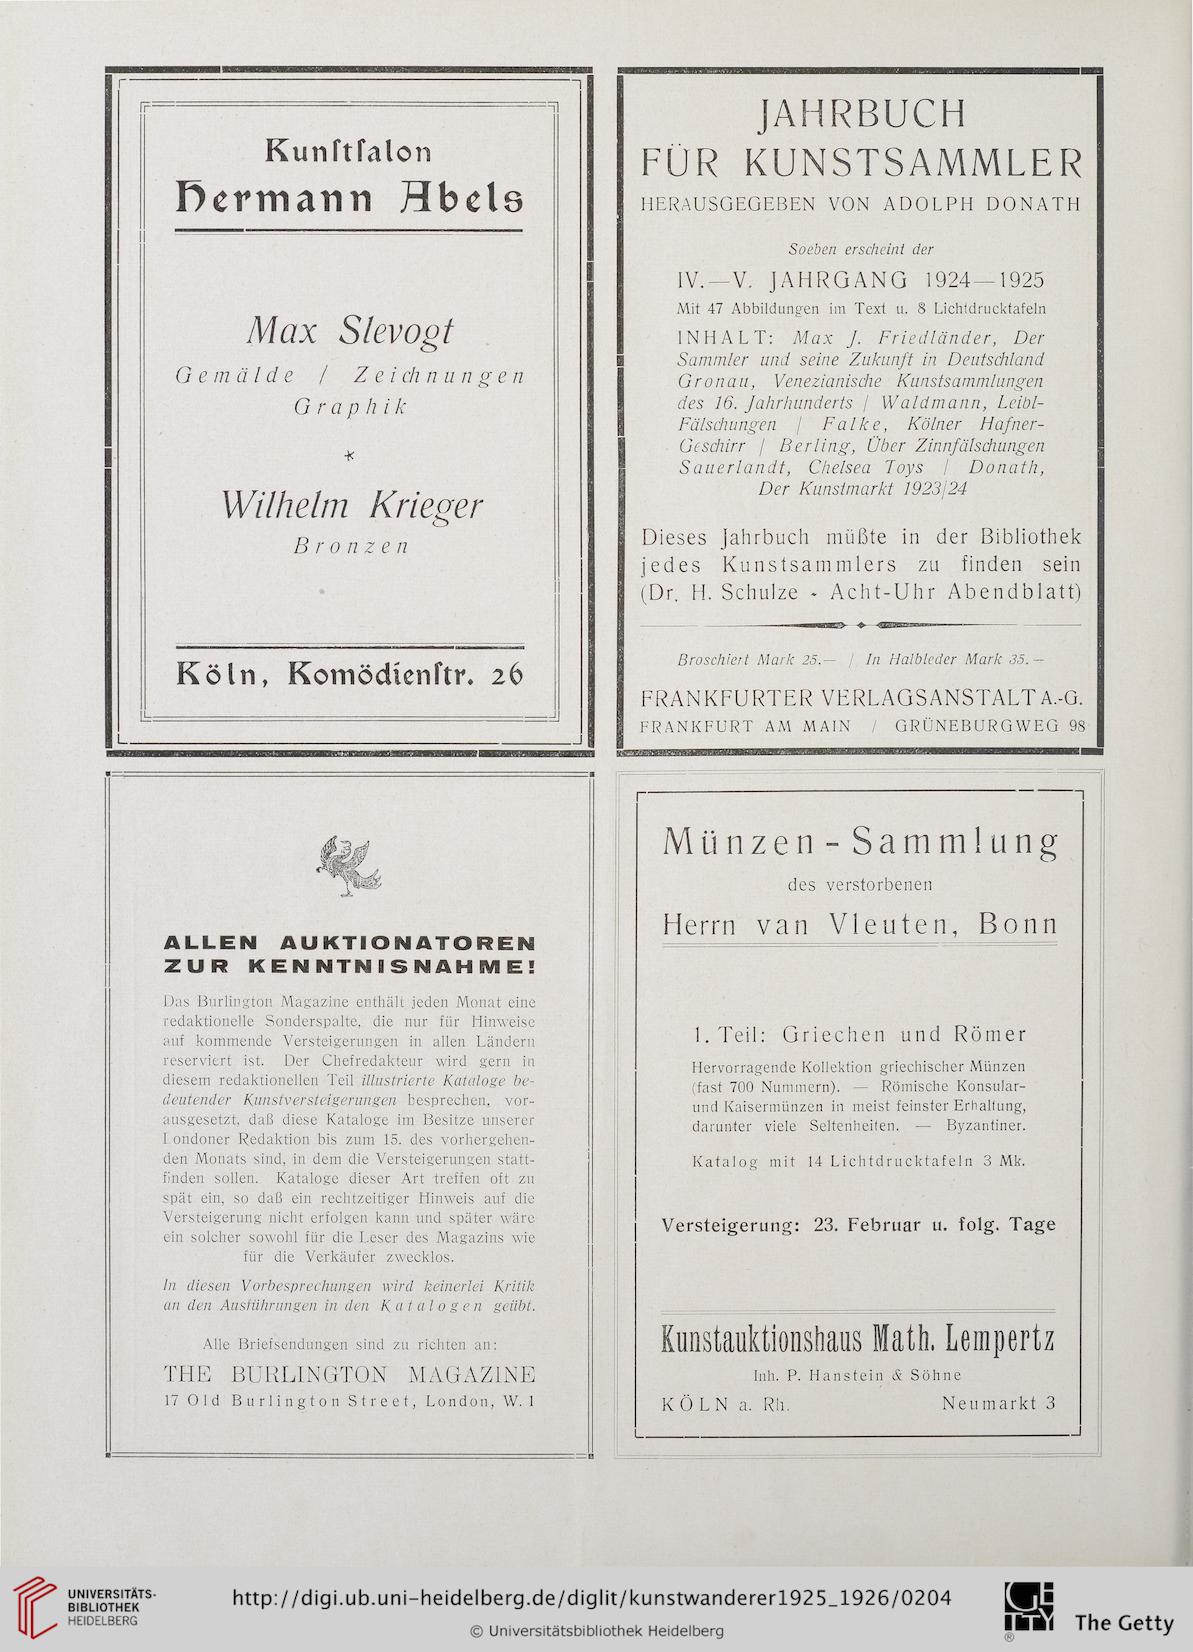 Kunſtſalon
Hermann Abels
Max Slevogt
Gemälde / Zeichnungen
Graphik
*
Wilhelm Krieger
Bronzen
Köln, Komödienſtr. 26
JAHRBUCH
FÜR KUNSTSAMMLER
HERAUSGEGEBEN VON ADOLPH DONATH
Soeben erscheint der
IV.—V. JAHRGANG 1924—1925
Mit 47 Abbildungen im Text u. 8 Lichtdrucktafeln
INHALT: Max J. Friedländer, Der
Sammler und seine Zukunft in Deutschland
Gronau, Venezianische Kunstsammlungen
des 16. Jahrhunderts / Waldmann, Leibl-
Fälschungen / Falke, Kölner Hafner-
Geschirr / Berling, Über Zinnfälschungen
Sauerlandt, Chelsea Toys / Donath,
Der Kunstmarkt 1923/24
Dieses Jahrbuch müßte in der Bibliothek
jedes Kunstsammlers zu finden sein
(Dr. H. Schulze - Acht-Uhr Abendblatt)
Broschiert Mark 25.— / In Halbleder Mark 35.—
FRANKFURTER VERLAGSANSTALT A.-G.
FRANKFURT AM MAIN / GRÜNEBURGWEG 98
ALLEN AUKTIONATOREN
ZUR KENNTNISNAHME!
Das Burlington Magazine enthält jeden Monat eine
redaktionelle Sonderspalte, die nur für Hinweise
auf kommende Versteigerungen in allen Ländern
reserviert ist. Der Chefredakteur wird gern in
diesem redaktionellen Teil illustrierte Kataloge be-
deutender Kunstversteigerungen besprechen, vor-
ausgesetzt, daß diese Kataloge im Besitze unserer
Londoner Redaktion bis zum 15. des vorhergehen-
den Monats sind, in dem die Versteigerungen statt-
finden sollen. Kataloge dieser Art treffen oft zu
spät ein, so daß ein rechtzeitiger Hinweis auf die
Versteigerung nicht erfolgen kann und später wäre
ein solcher sowohl für die Leser des Magazins wie
für die Verkäufer zwecklos.
In diesen Vorbesprechungen wird keinerlei Kritik
an den Ausführungen in den Katalogen geübt.
Alle Briefsendungen sind zu richten an:
THE BURLINGTON MAGAZINE
17 Old Burlington Street, London, W. 1
Münzen-Sammlung
des verstorbenen
Herrn van Vleuten, Bonn
1. Teil: Griechen und Römer
Hervorragende Kollektion griechischer Münzen
(fast 700 Nummern). — Römische Konsular-
und Kaisermünzen in meist feinster Erhaltung,
darunter viele Seltenheiten. — Byzantiner.
Katalog mit 14 Lichtdrucktafeln 3 Mk.
Versteigerung: 23. Februar u. folg. Tage
Kunstauktionshaus Math. Lempertz
Inh. P. Hanstein & Söhne
KÖLN a. Rh. Neumarkt 3
UNIVERSITÄTS-
BIBLIOTHEK
HEIDELBERG
http://digi.ub.uni-heidelberg.de/diglit/kunstwanderer1925_1926/0204
© Universitätsbibliothek Heidelberg
GETTY
®
The Getty